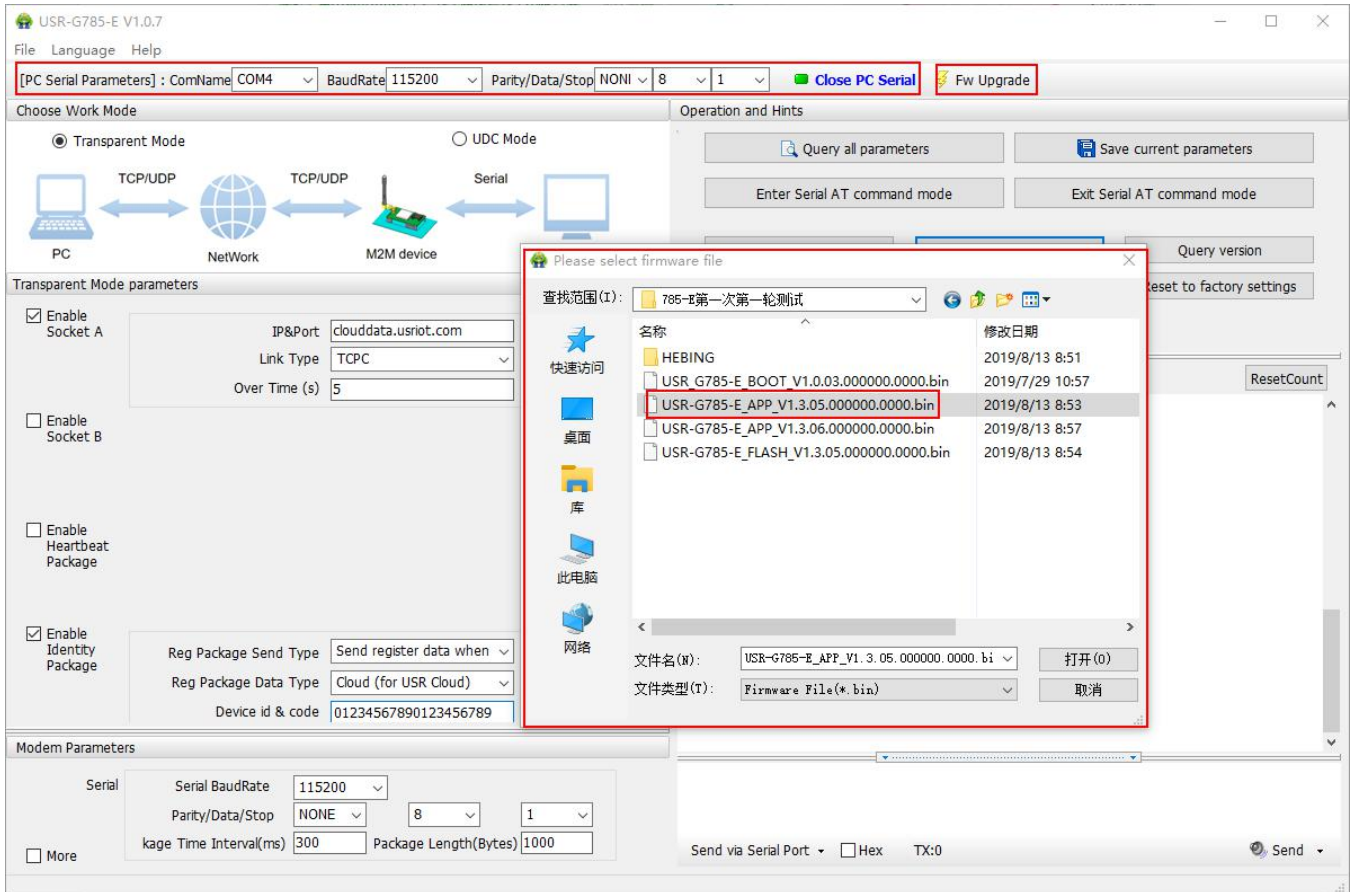 USR-G785-E V1.0.7
File Language Help
[PC Serial Parameters] : ComName COM4 BaudRate 115200 Parity/Data/Stop NONI 8 1 Close PC Serial Fw Upgrade
Choose Work Mode
Transparent Mode UDC Mode
TCP/UDP TCP/UDP Serial
PC NetWork M2M device
Operation and Hints
Query all parameters Save current parameters
Enter Serial AT command mode Exit Serial AT command mode
Query version
Reset to factory settings
ResetCount
Transparent Mode parameters
Enable
Socket A
IP&Port clouddata.usriot.com
Link Type TCPC
Over Time (s) 5
Enable
Socket B
Enable
Heartbeat
Package
Enable
Identity
Package
Reg Package Send Type Send register data when
Reg Package Data Type Cloud (for USR Cloud)
Device id & code 01234567890123456789
Please select firmware file
查找范围(I): 785-E第一次第一轮测试
名称 修改日期
HEBING 2019/8/13 8:51
USR_G785-E_BOOT_V1.0.03.000000.0000.bin 2019/7/29 10:57
USR-G785-E_APP_V1.3.05.000000.0000.bin 2019/8/13 8:53
USR-G785-E_APP_V1.3.06.000000.0000.bin 2019/8/13 8:57
USR-G785-E_FLASH_V1.3.05.000000.0000.bin 2019/8/13 8:54
快速访问
桌面
库
此电脑
网络
文件名(N): USR-G785-E_APP_V1.3.05.000000.0000.bi 打开(O)
文件类型(T): Firmware File(*.bin) 取消
Modem Parameters
Serial Serial BaudRate 115200
Parity/Data/Stop NONE 8 1
kage Time Interval(ms) 300 Package Length(Bytes) 1000
More
Send via Serial Port Hex TX:0 Send